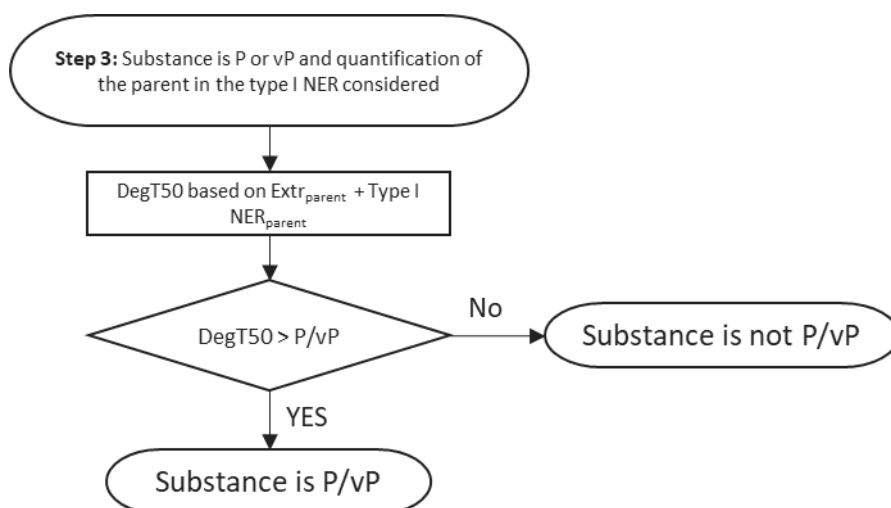 Step 3: Substance is P or vP and quantification of
the parent in the type I NER considered
DegT50 based on Extrparent + Type I
NERparent
DegT50 > P/vP
No
Substance is not P/vP
YES
Substance is P/vP